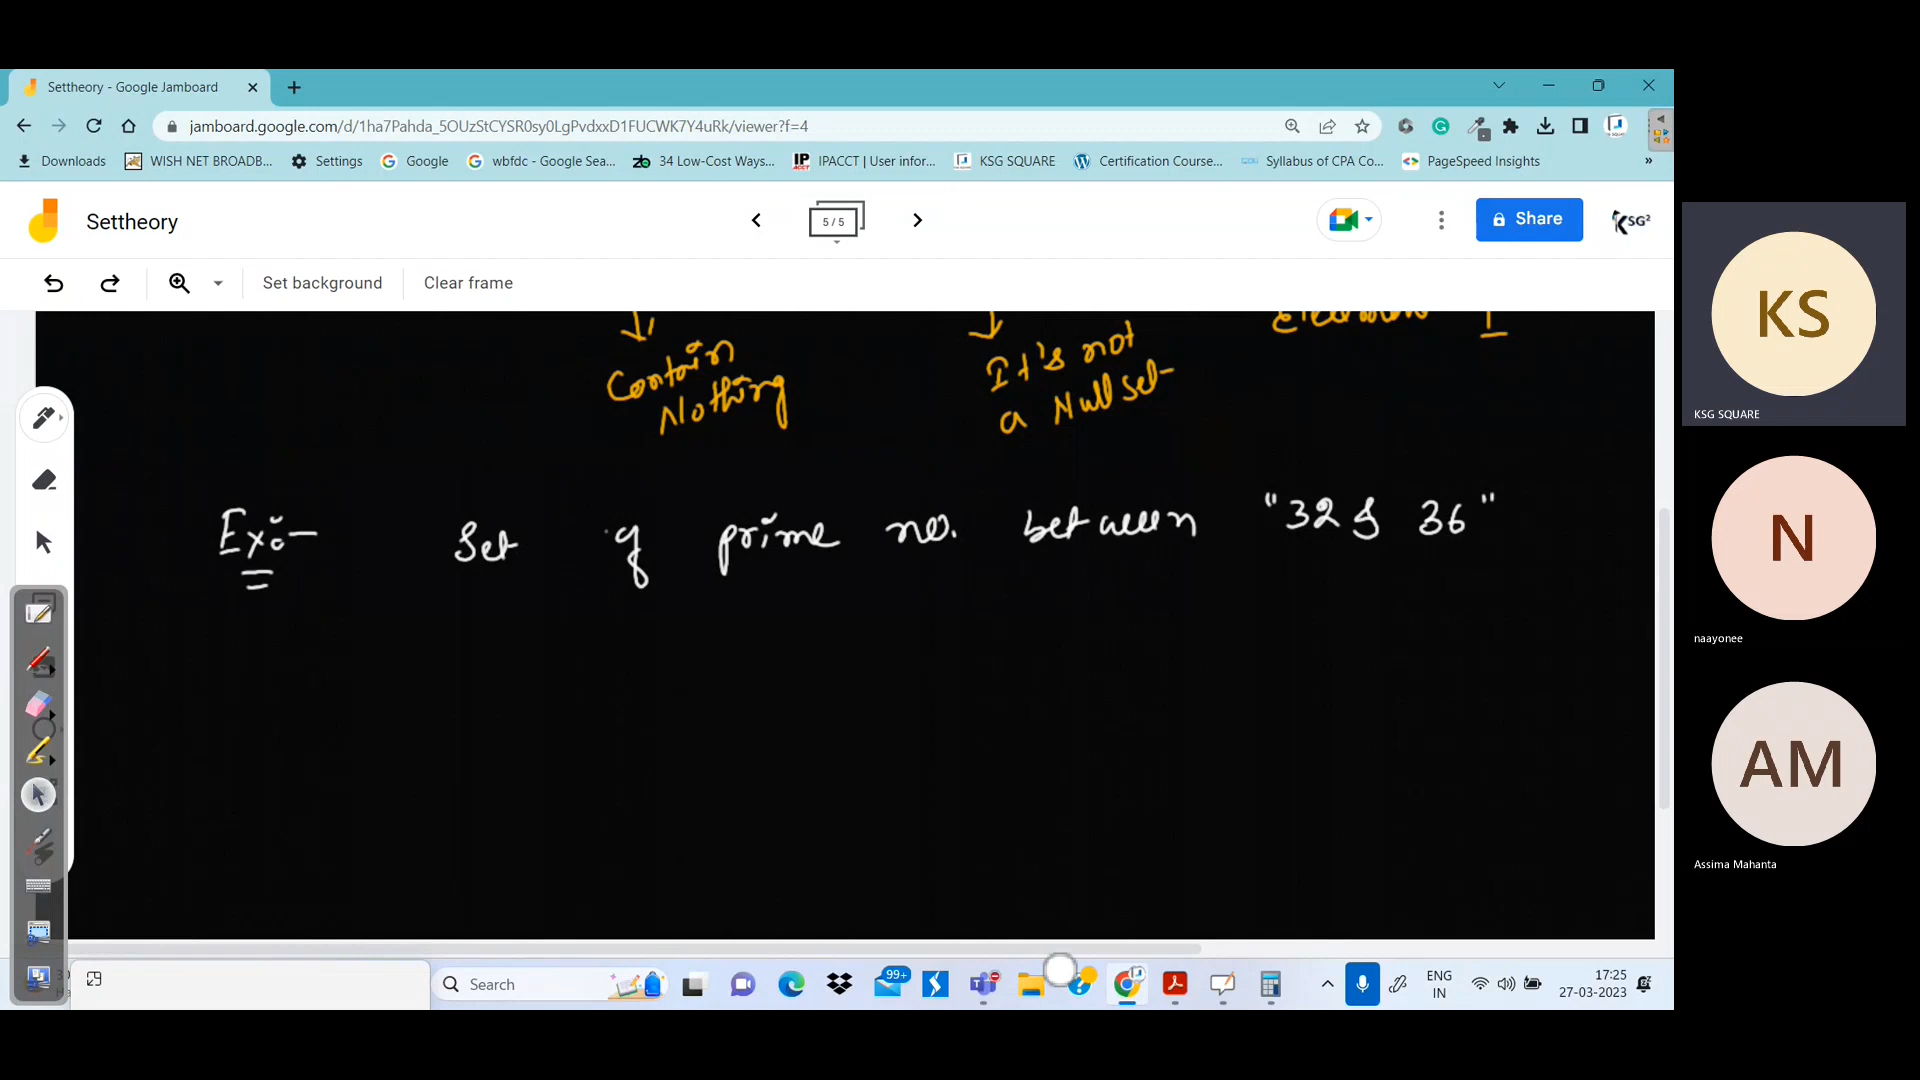 Settheory - Google Jamboard
jamboard.google.com/d/1ha7Pahda_5OUzStCYSR0sy0LgPvdxxD1FUCWK7Y4uRk/viewer?f=4
Downloads WISH NET BROADB... Settings Google wbfdc - Google Sea... 34 Low-Cost Ways... IPACCT | User infor... KSG SQUARE Certification Course... Syllabus of CPA Co... PageSpeed Insights »
Settheory 5 / 5 Share KSG²
Set background Clear frame
Contain It's not
Nothing a Null set
Ex:- Set of prime no. between "32 & 36"
Search 99+ ENG IN 17:25 27-03-2023
KS
KSG SQUARE
N
naayonee
AM
Assima Mahanta